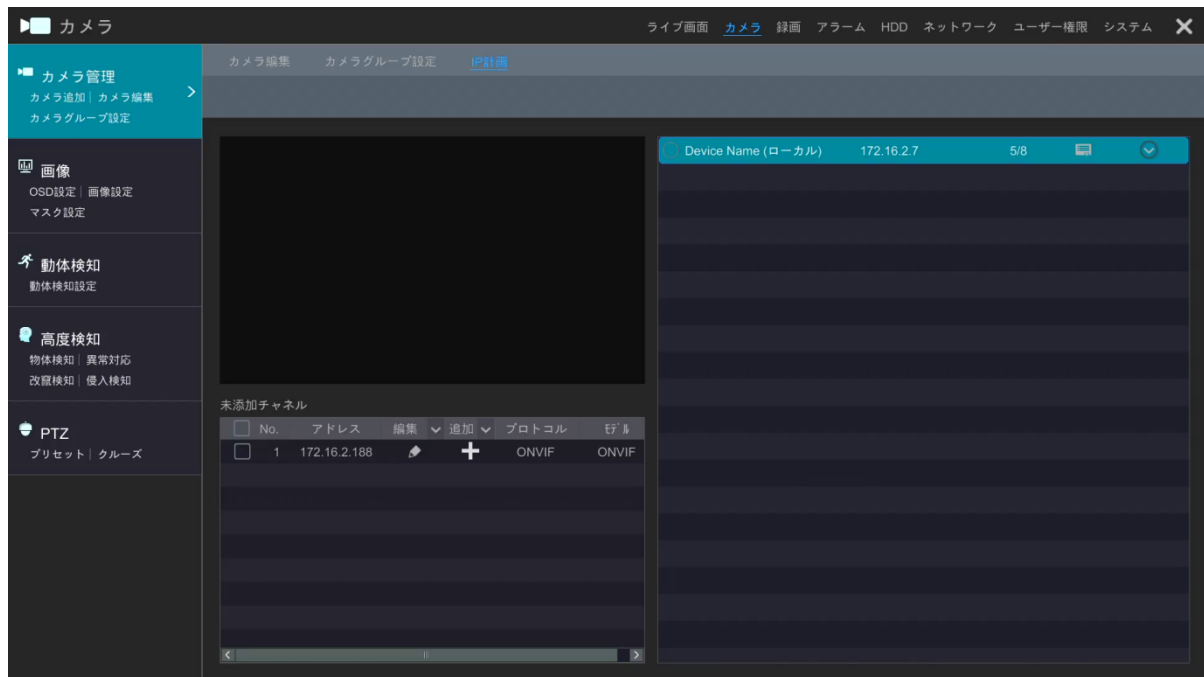 カメラ
ライブ画面 カメラ 録画 アラーム HDD ネットワーク ユーザー権限 システム
カメラ管理
カメラ追加 | カメラ編集
カメラグループ設定
画像
OSD設定 | 画像設定
マスク設定
動体検知
動体検知設定
高度検知
物体検知 | 異常対応
改竄検知 | 侵入検知
PTZ
プリセット | クルーズ
カメラ編集 カメラグループ設定 IP計画
未添加チャネル
No. アドレス 編集 追加 プロトコル ﾓﾃﾞﾙ
1 172.16.2.188 ONVIF ONVIF
Device Name (ローカル) 172.16.2.7 5/8